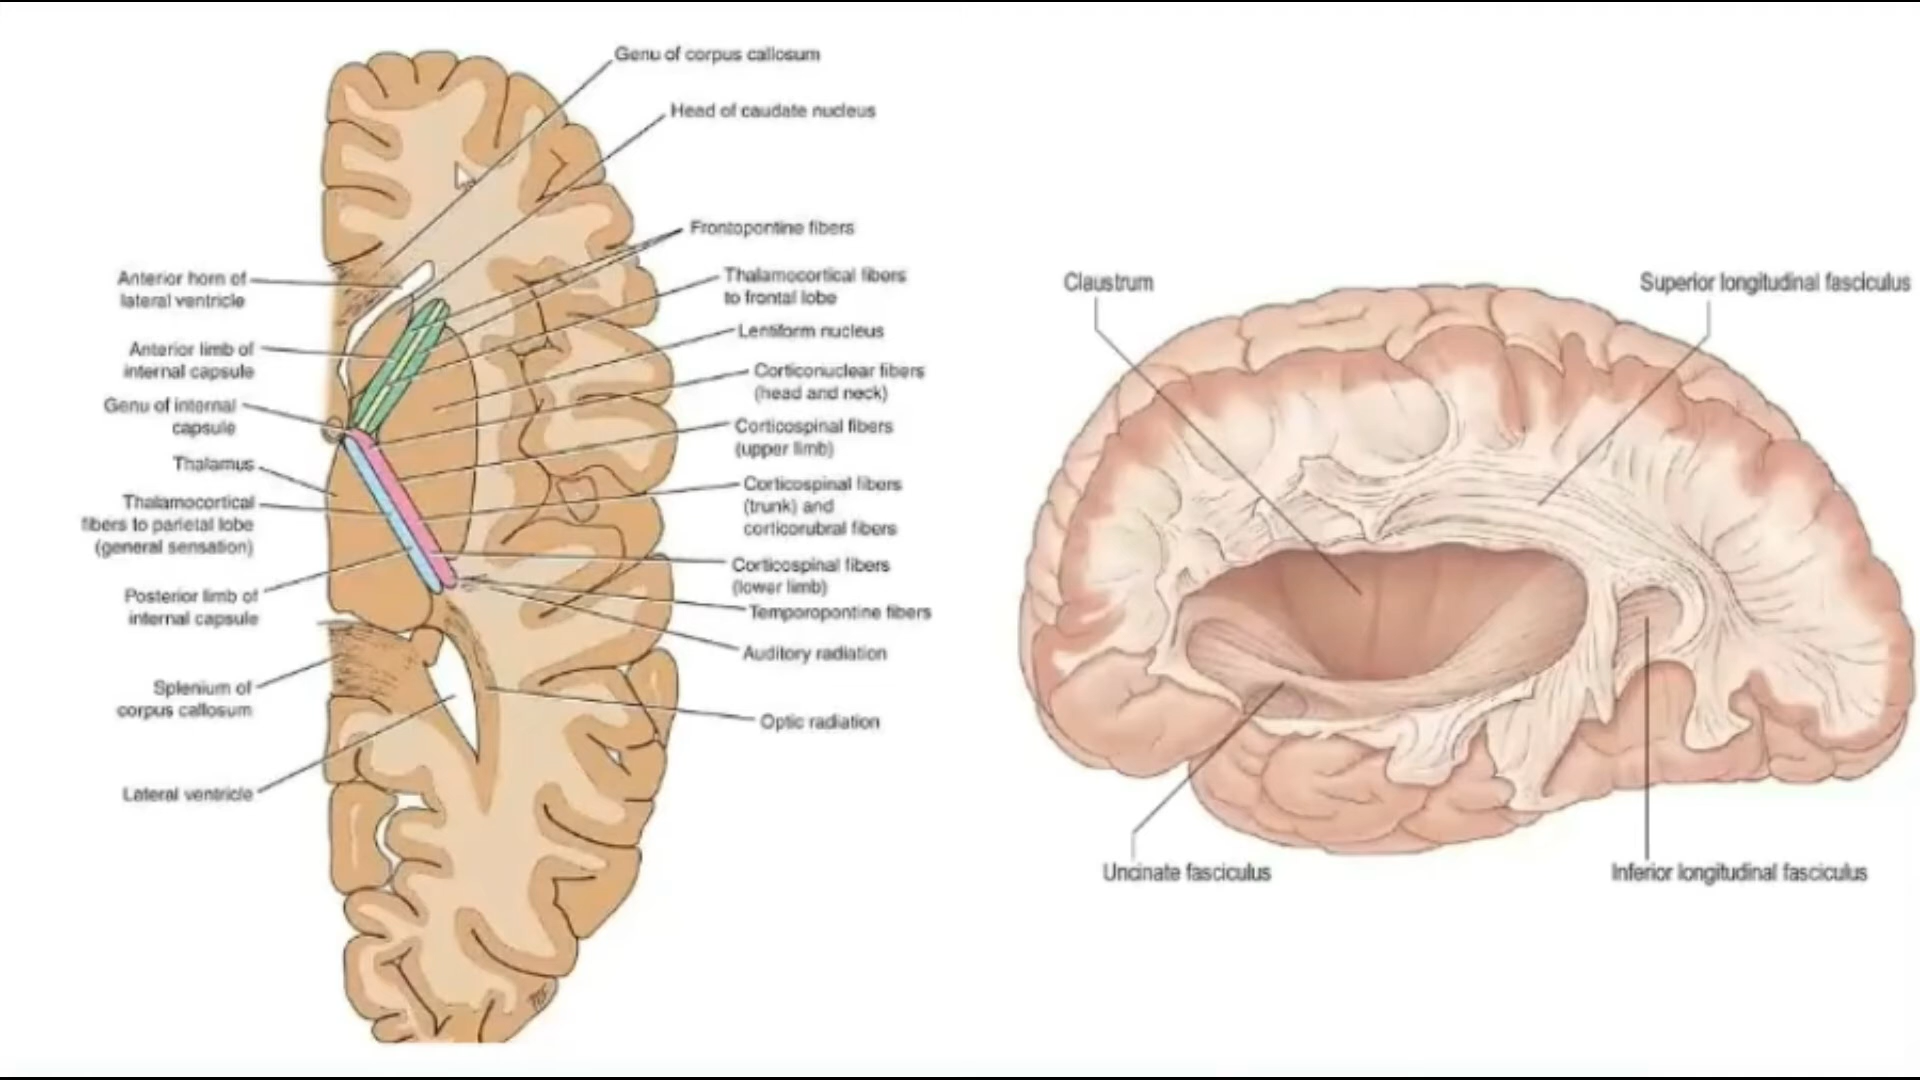 Genu of corpus callosum
Head of caudate nucleus
Frontopontine fibers
Thalamocortical fibers
to frontal lobe
Lentiform nucleus
Corticonuclear fibers
(head and neck)
Corticospinal fibers
(upper limb)
Corticospinal fibers
(trunk) and
corticorubral fibers
Corticospinal fibers
(lower limb)
Temporopontine fibers
Auditory radiation
Optic radiation
Anterior horn of
lateral ventricle
Anterior limb of
internal capsule
Genu of internal
capsule
Thalamus
Thalamocortical
fibers to parietal lobe
(general sensation)
Posterior limb of
internal capsule
Splenium of
corpus callosum
Lateral ventricle
Claustrum
Superior longitudinal fasciculus
Uncinate fasciculus
Inferior longitudinal fasciculus